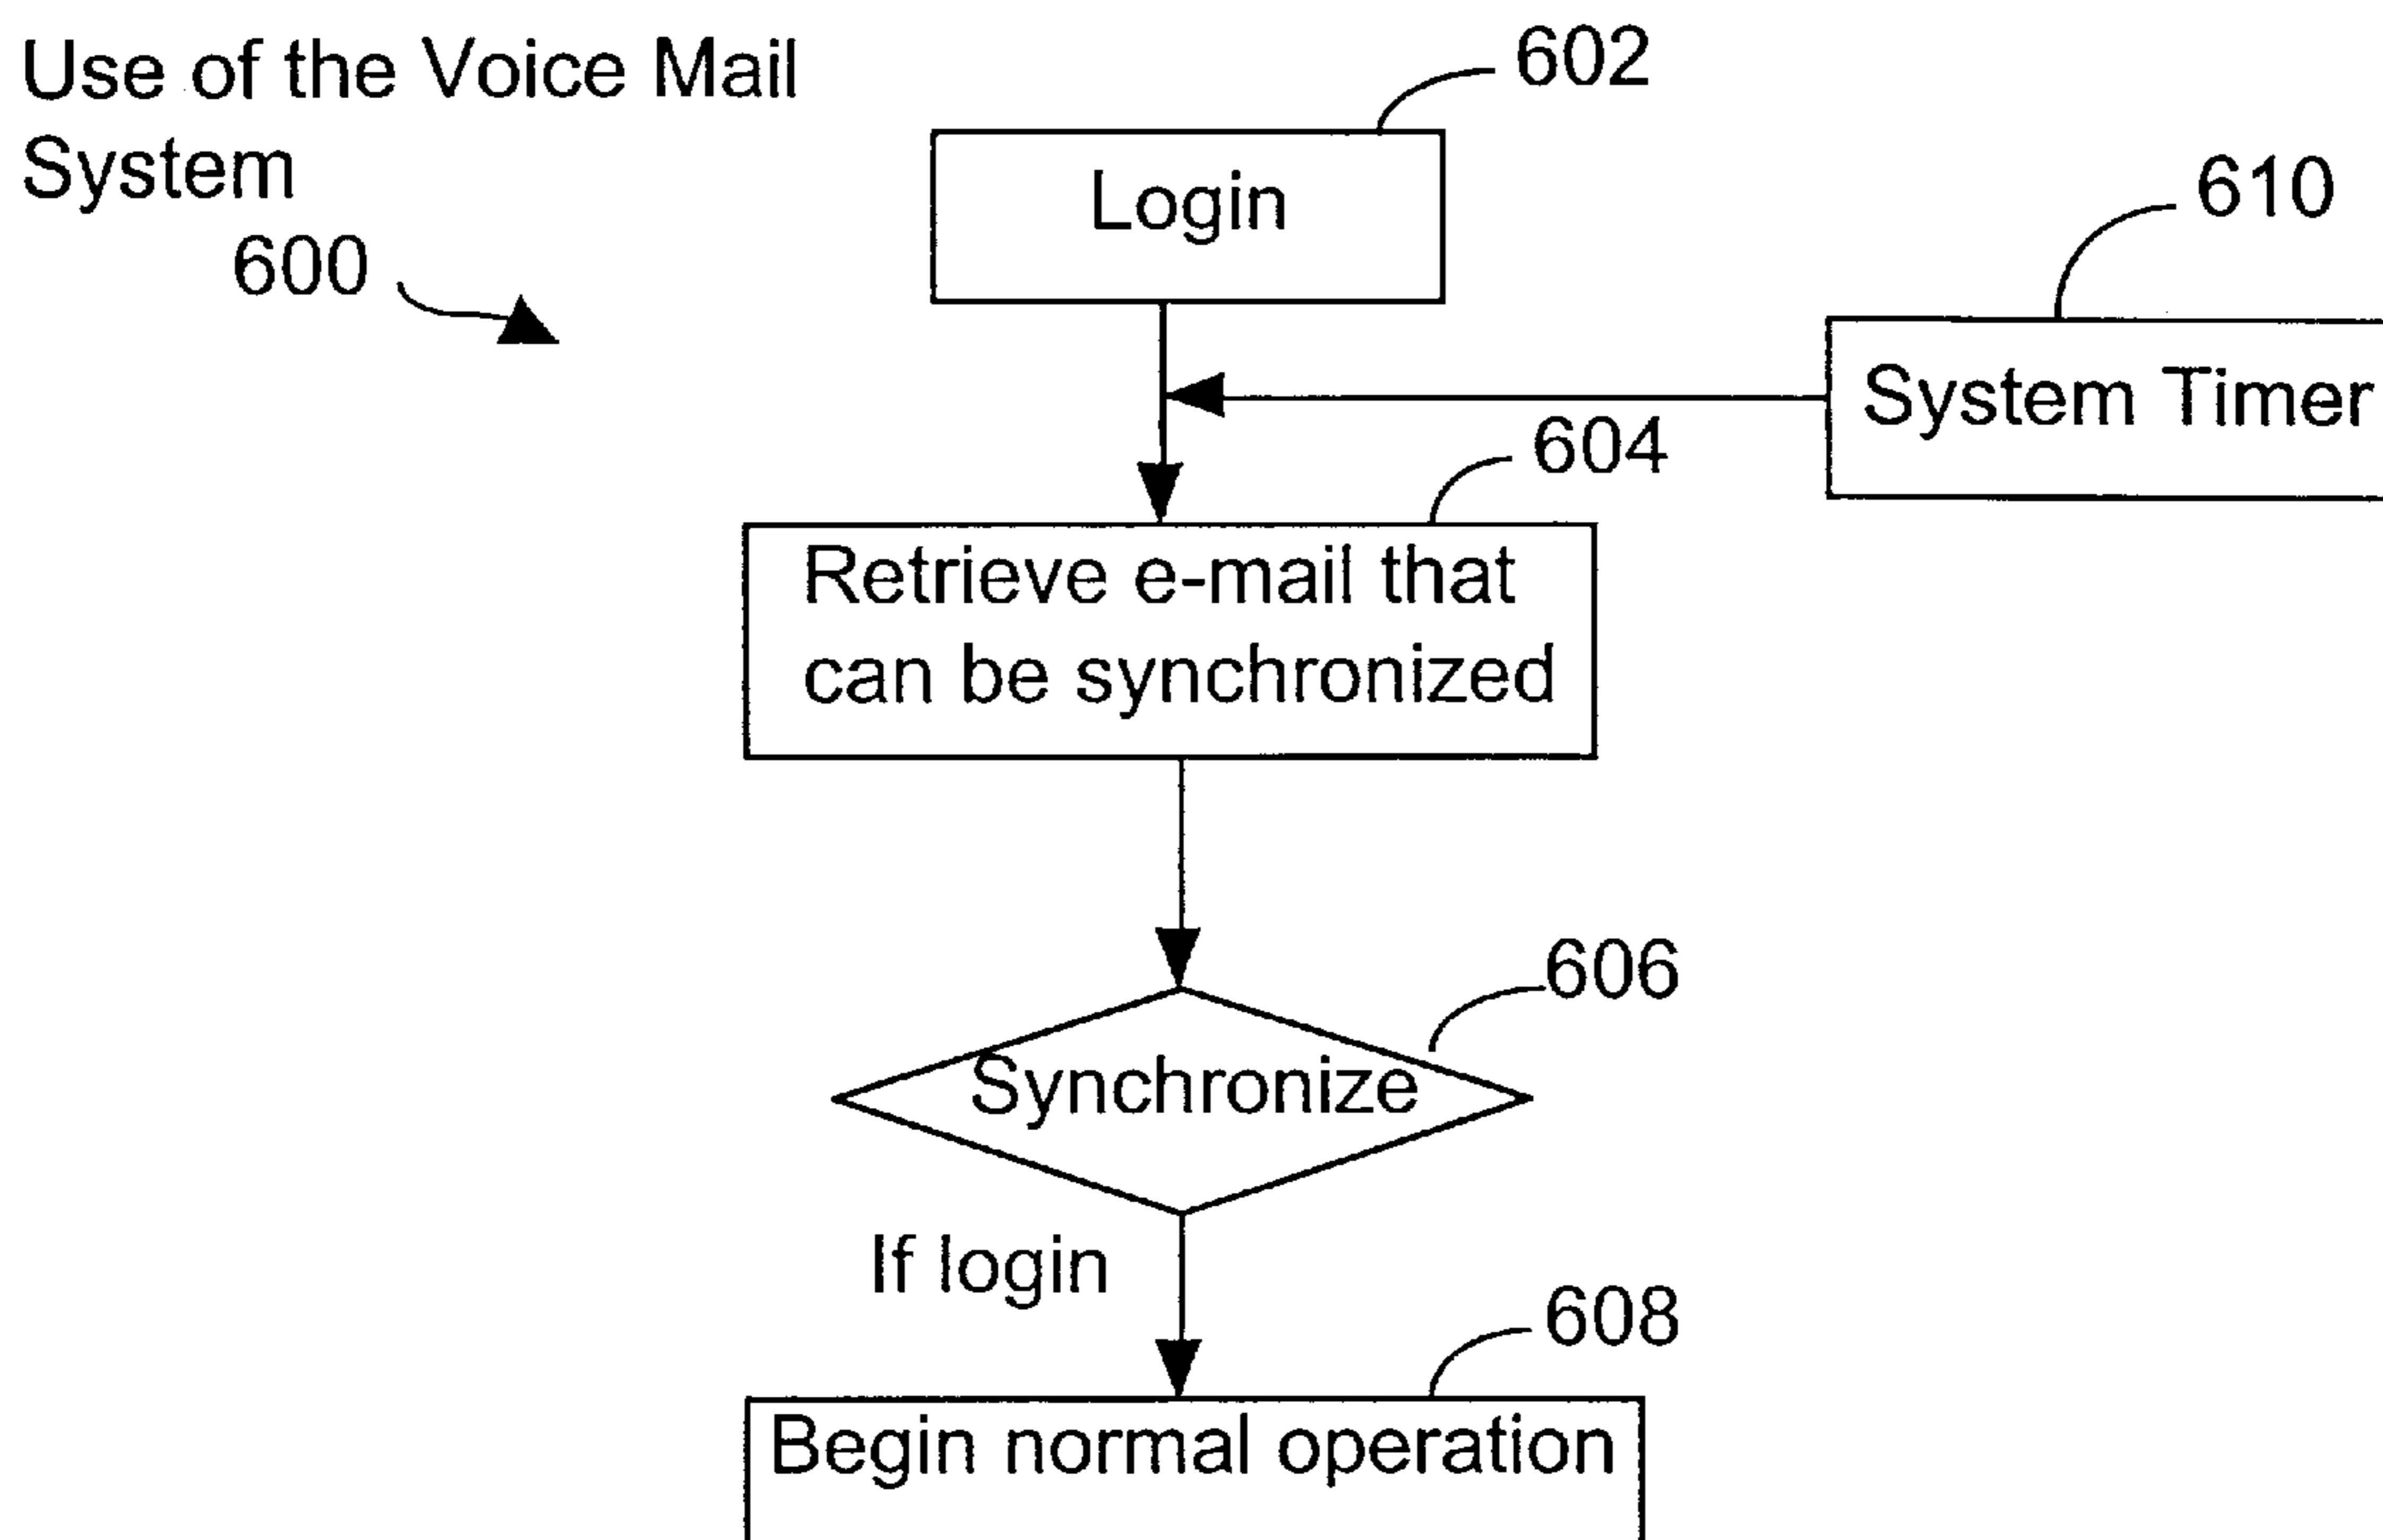 Use of the Voice Mail
System
600
602
Login
610
System Timer
604
Retrieve e-mail that
can be synchronized
606
Synchronize
If login
608
Begin normal operation